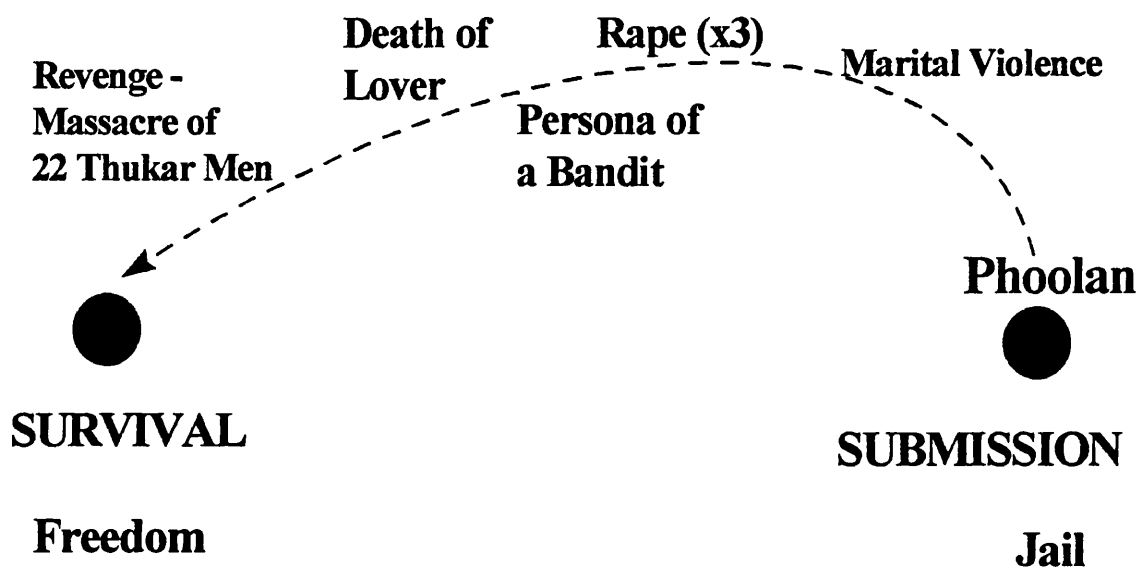 Death of
Lover
Rape (x3)
Marital Violence
Revenge -
Massacre of
22 Thukar Men
Persona of
a Bandit
Phoolan
SURVIVAL
SUBMISSION
Freedom
Jail